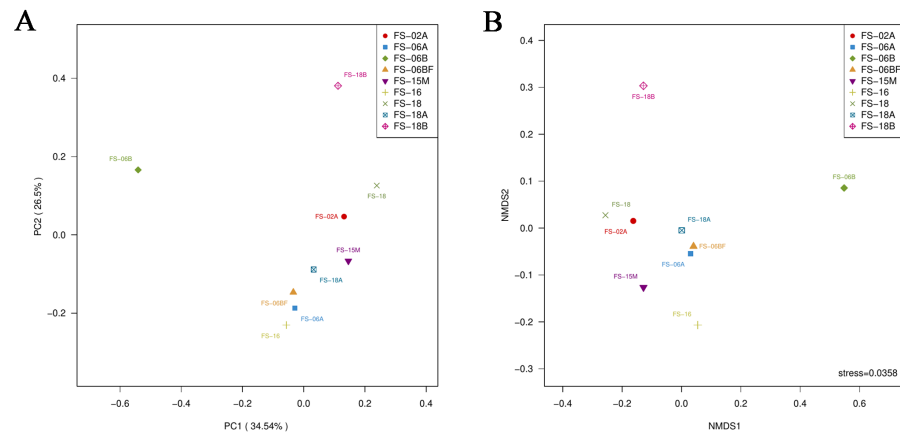 A
FS-02A
FS-06A
FS-06B
FS-06BF
FS-15M
FS-16
FS-18
FS-18A
FS-18B
FS-18B
FS-06B
FS-18
FS-02A
FS-15M
FS-18A
FS-06BF
FS-06A
FS-16
0.4
0.2
0.0
-0.2
PC2 ( 26.5% )
-0.6
-0.4
-0.2
0.0
0.2
0.4
PC1 ( 34.54% )
B
FS-02A
FS-06A
FS-06B
FS-06BF
FS-15M
FS-16
FS-18
FS-18A
FS-18B
FS-18B
FS-06B
FS-18
FS-18A
FS-02A
FS-06BF
FS-06A
FS-15M
FS-16
stress=0.0358
0.4
0.3
0.2
0.1
0.0
-0.1
-0.2
-0.3
NMDS2
-0.4
-0.2
0.0
0.2
0.4
0.6
NMDS1